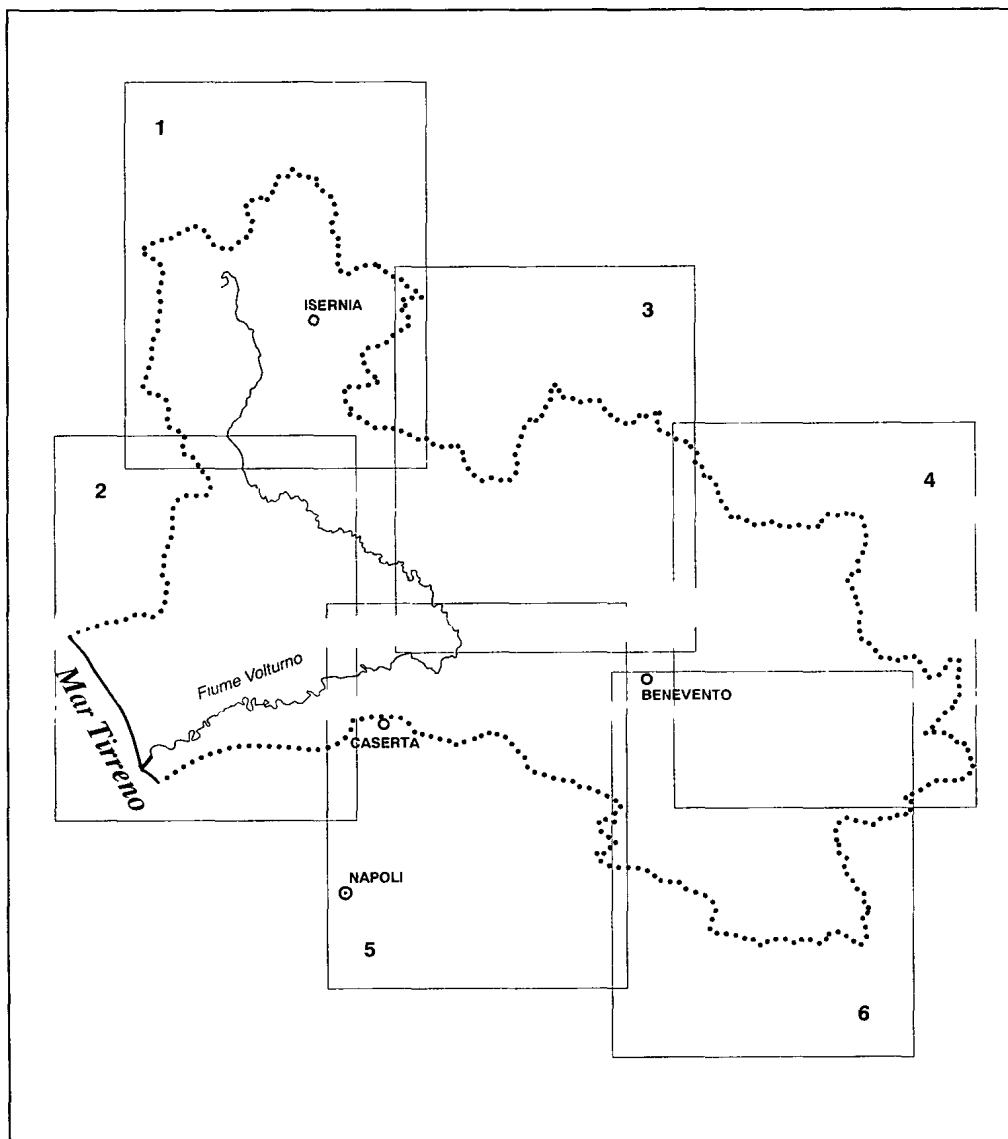 1
ISERNIA
3
2
4
Fiume Volturno
BENEVENTO
Mar Tirreno
CASERTA
NAPOLI
5
6